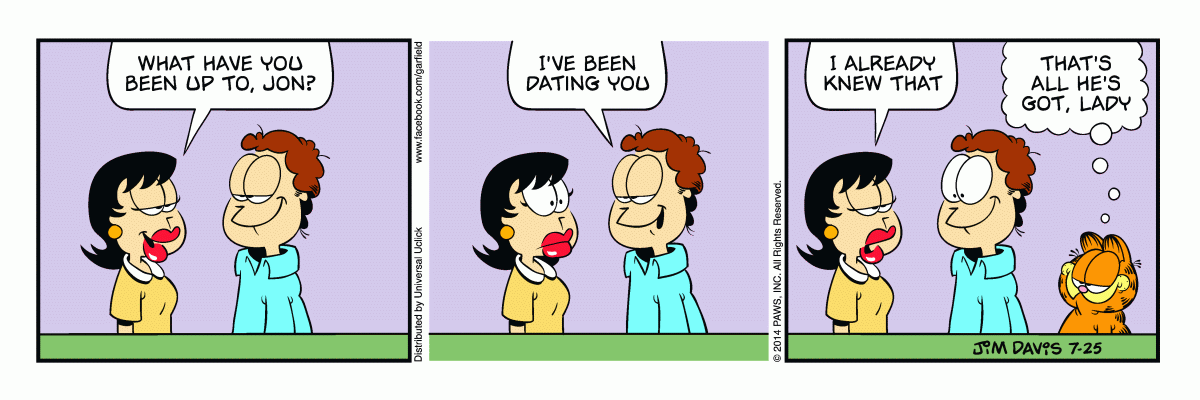 WHAT HAVE YOU
BEEN UP TO, JON?
www.facebook.com/garfield
Distributed by Universal Uclick
I'VE BEEN
DATING YOU
© 2014 PAWS, INC. All Rights Reserved.
I ALREADY
KNEW THAT
THAT'S
ALL HE'S
GOT, LADY
JIM DAVIS 7-25